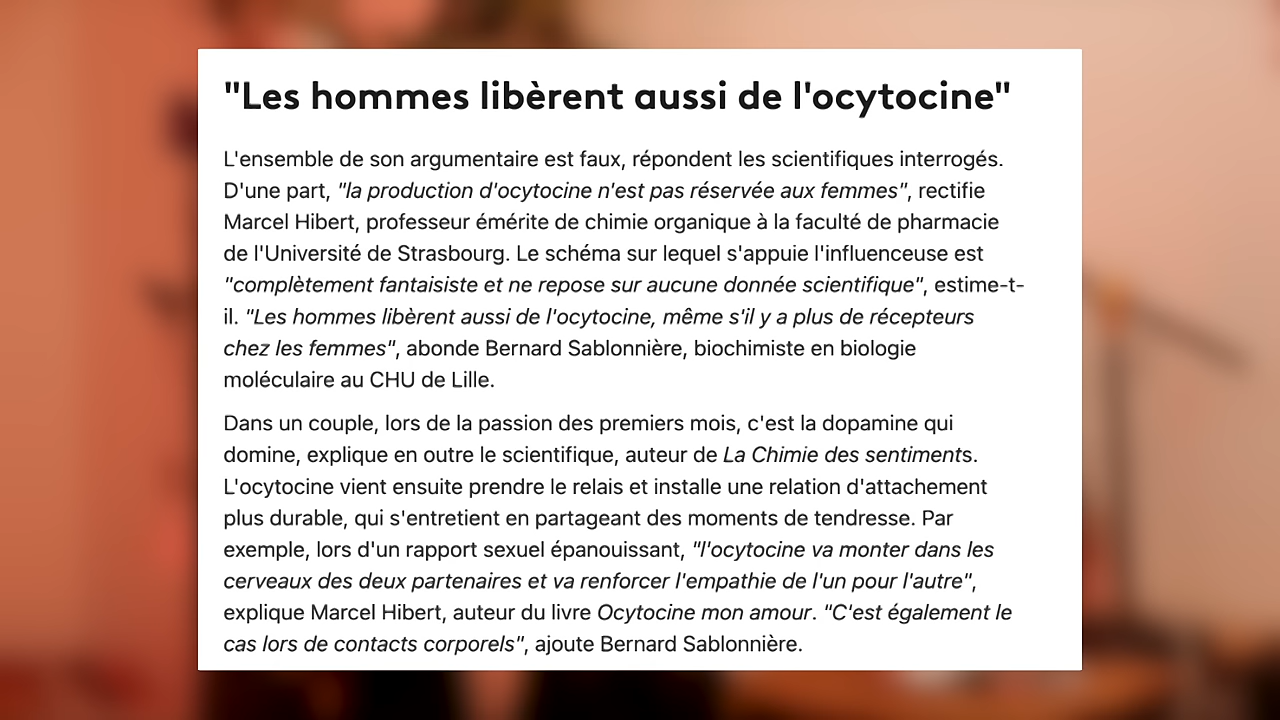 "Les hommes libèrent aussi de l'ocytocine"
L'ensemble de son argumentaire est faux, répondent les scientifiques interrogés.
D'une part, "la production d'ocytocine n'est pas réservée aux femmes", rectifie
Marcel Hibert, professeur émérite de chimie organique à la faculté de pharmacie
de l'Université de Strasbourg. Le schéma sur lequel s'appuie l'influenceuse est
"complètement fantaisiste et ne repose sur aucune donnée scientifique", estime-t-
il. "Les hommes libèrent aussi de l'ocytocine, même s'il y a plus de récepteurs
chez les femmes", abonde Bernard Sablonnière, biochimiste en biologie
moléculaire au CHU de Lille.
Dans un couple, lors de la passion des premiers mois, c'est la dopamine qui
domine, explique en outre le scientifique, auteur de La Chimie des sentiments.
L'ocytocine vient ensuite prendre le relais et installe une relation d'attachement
plus durable, qui s'entretient en partageant des moments de tendresse. Par
exemple, lors d'un rapport sexuel épanouissant, "l'ocytocine va monter dans les
cerveaux des deux partenaires et va renforcer l'empathie de l'un pour l'autre",
explique Marcel Hibert, auteur du livre Ocytocine mon amour. "C'est également le
cas lors de contacts corporels", ajoute Bernard Sablonnière.